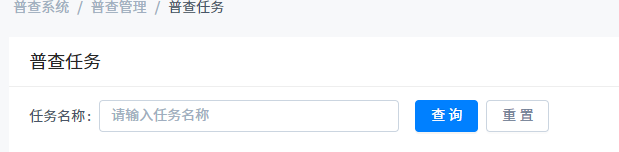 普查系统 / 普查管理 / 普查任务
普查任务
任务名称: 请输入任务名称 查 询 重 置